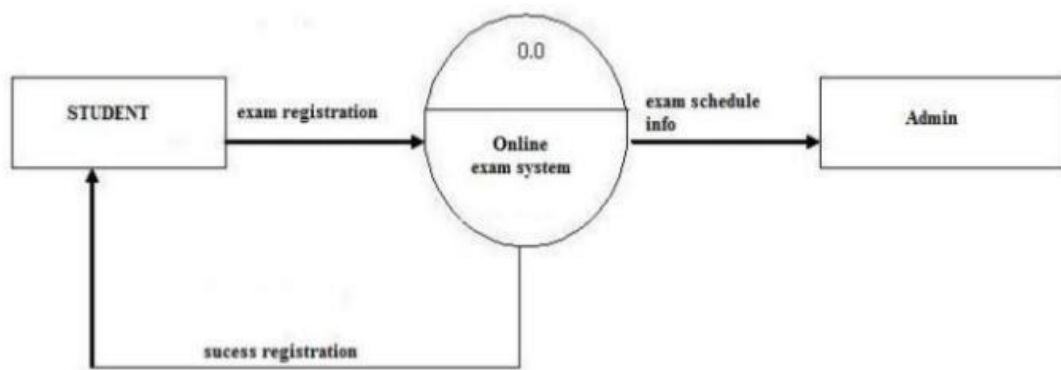 0.0
STUDENT
exam registration
Online
exam system
exam schedule
info
Admin
sucess registration